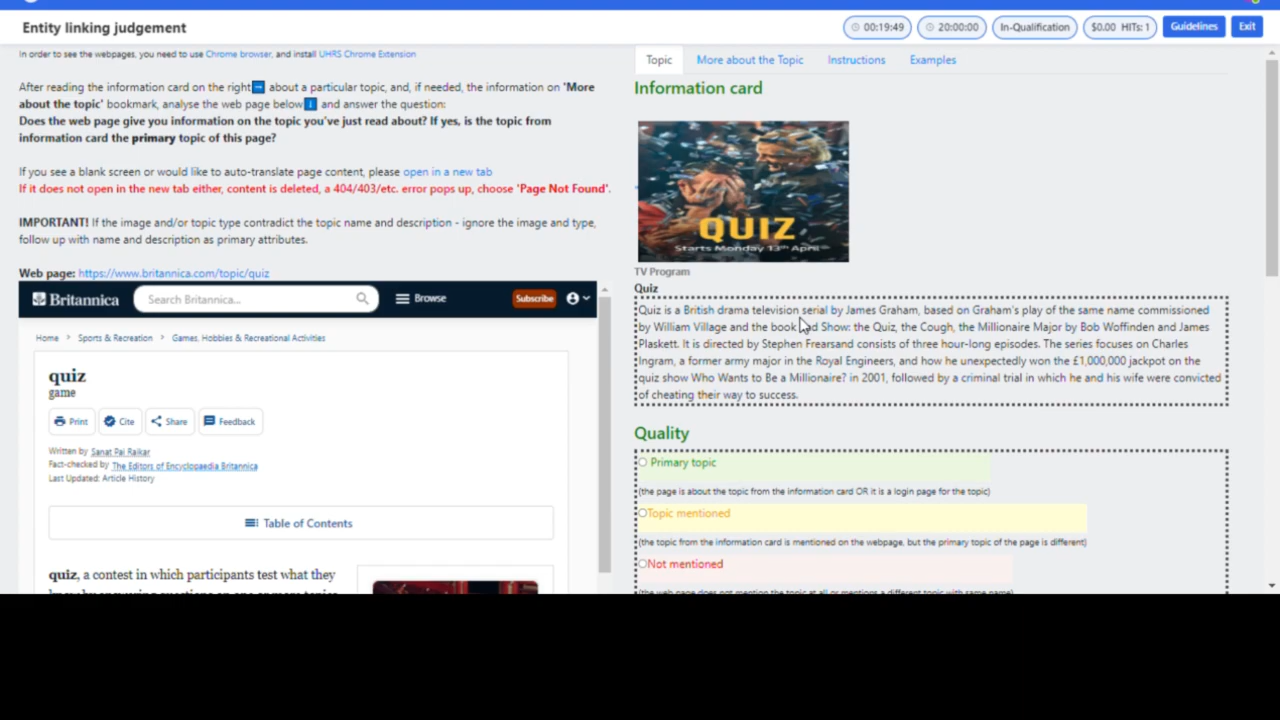 Entity linking judgement
00:19:49
20:00:00
In-Qualification
$0.00 HITs: 1
Guidelines
Exit
In order to see the webpages, you need to use Chrome browser, and install UHRS Chrome Extension
After reading the information card on the right about a particular topic, and, if needed, the information on 'More
about the topic' bookmark, analyse the web page below and answer the question:
Does the web page give you information on the topic you've just read about? If yes, is the topic from
information card the primary topic of this page?
If you see a blank screen or would like to auto-translate page content, please open in a new tab
If it does not open in the new tab either, content is deleted, a 404/403/etc. error pops up, choose 'Page Not Found'.
IMPORTANT! If the image and/or topic type contradict the topic name and description - ignore the image and type,
follow up with name and description as primary attributes.
Web page: https://www.britannica.com/topic/quiz
Britannica
Search Britannica...
Browse
Subscribe
Home > Sports & Recreation > Games, Hobbies & Recreational Activities
quiz
game
Print
Cite
Share
Feedback
Written by Sanat Pai Raikar
Fact-checked by The Editors of Encyclopaedia Britannica
Last Updated: Article History
Table of Contents
quiz, a contest in which participants test what they
Topic
More about the Topic
Instructions
Examples
Information card
QUIZ
Starts Monday 13th April
TV Program
Quiz
Quiz is a British drama television serial by James Graham, based on Graham's play of the same name commissioned
by William Village and the book ad Show: the Quiz, the Cough, the Millionaire Major by Bob Woffinden and James
Plaskett. It is directed by Stephen Frearsand consists of three hour-long episodes. The series focuses on Charles
Ingram, a former army major in the Royal Engineers, and how he unexpectedly won the £1,000,000 jackpot on the
quiz show Who Wants to Be a Millionaire? in 2001, followed by a criminal trial in which he and his wife were convicted
of cheating their way to success.
Quality
Primary topic
(the page is about the topic from the information card OR it is a login page for the topic)
Topic mentioned
(the topic from the information card is mentioned on the webpage, but the primary topic of the page is different)
Not mentioned
(the web page does not mention the topic at all or mentions a different topic with same name)